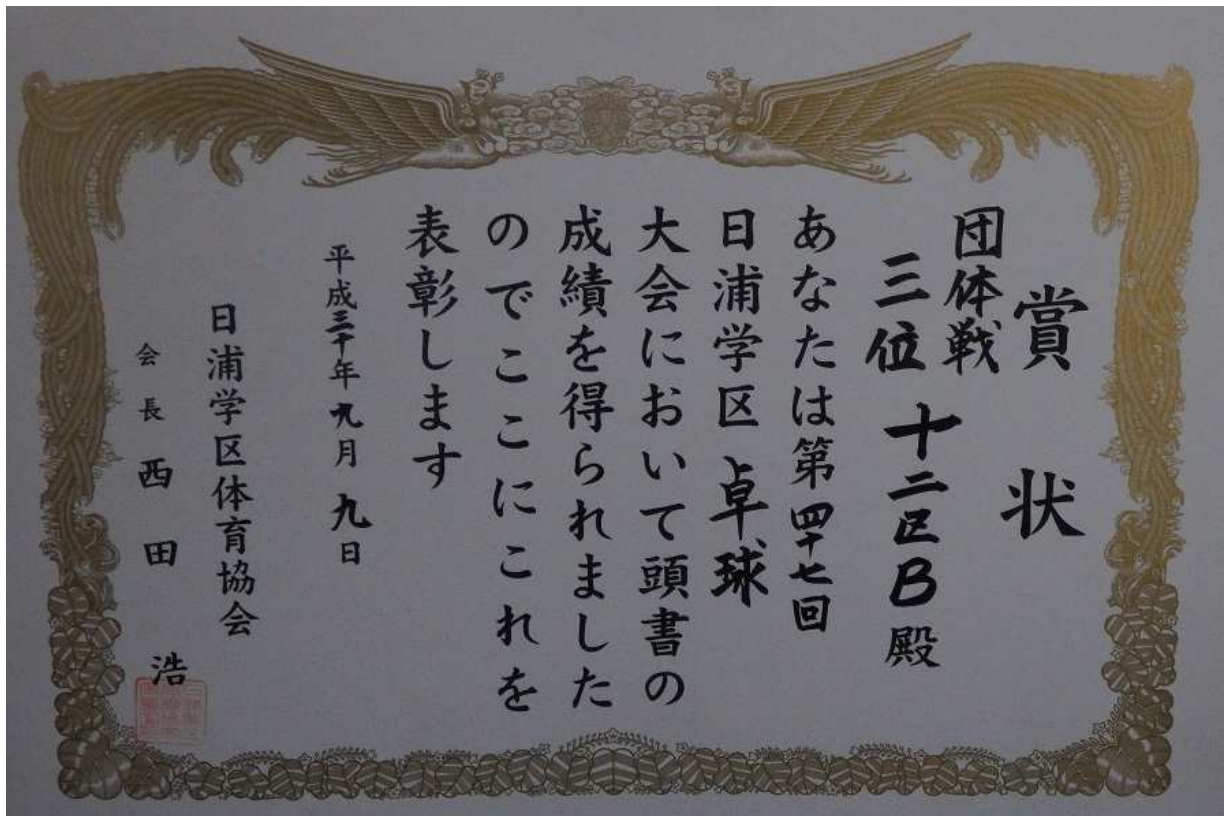 賞状
団体戦
三位 十二区B殿
あなたは第四十七回
日浦学区 卓球
大会において頭書の
成績を得られました
のでここにこれを
表彰します
平成三十年九月九日
日浦学区体育協会
会長 西田 浩